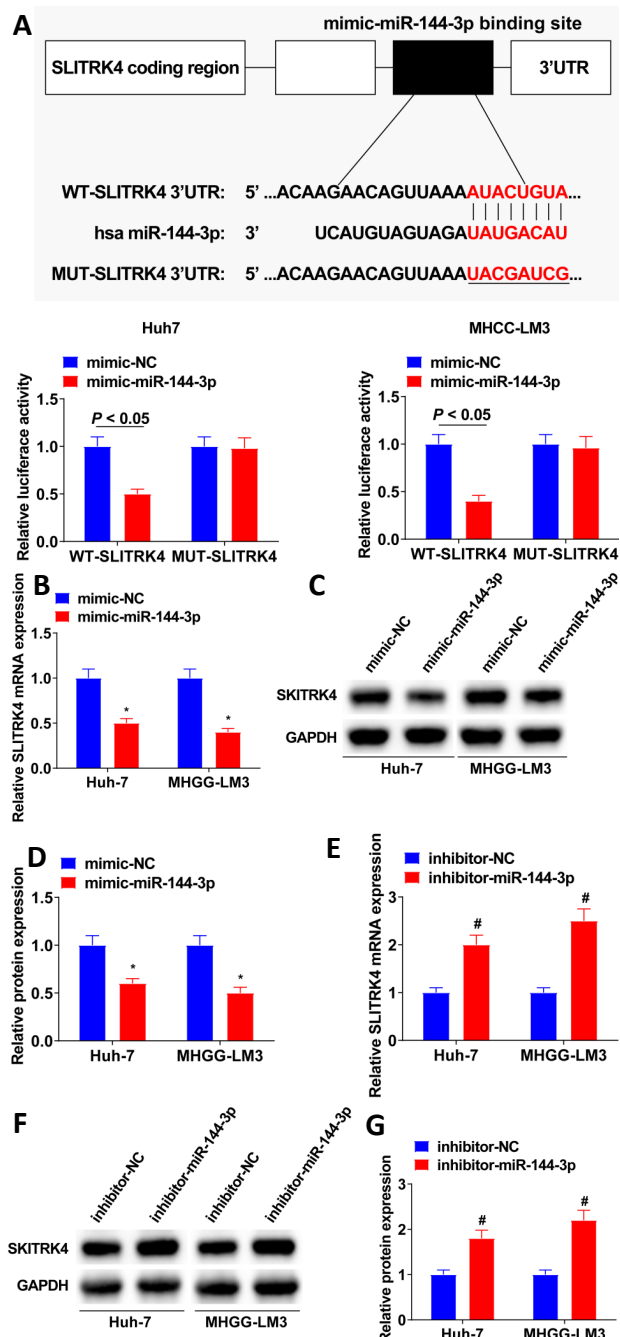 A
mimic-miR-144-3p binding site
SLITRK4 coding region
3'UTR
WT-SLITRK4 3'UTR: 5' ...ACAAGAACAGUUAAAAUACUGUA...
hsa miR-144-3p: 3' UCAUGUAGUAGAUAUGACAU
MUT-SLITRK4 3'UTR: 5' ...ACAAGAACAGUUAAAUACGAUCG...
Huh7
mimic-NC
mimic-miR-144-3p
Relative luciferace activity
1.5
1.0
0.5
0.0
P < 0.05
WT-SLITRK4 MUT-SLITRK4
MHCC-LM3
mimic-NC
mimic-miR-144-3p
Relative luciferace activity
1.5
1.0
0.5
0.0
P < 0.05
WT-SLITRK4 MUT-SLITRK4
B
mimic-NC
mimic-miR-144-3p
Relative SLITRK4 mRNA expression
1.5
1.0
0.5
0.0
*
*
Huh-7 MHGG-LM3
C
mimic-NC
mimic-miR-144-3p
mimic-NC
mimic-miR-144-3p
SKITRK4
GAPDH
Huh-7 MHGG-LM3
D
mimic-NC
mimic-miR-144-3p
Relative protein expression
1.5
1.0
0.5
0.0
*
*
Huh-7 MHGG-LM3
E
inhibitor-NC
inhibitor-miR-144-3p
Relative SLITRK4 mRNA expression
4
3
2
1
0
#
#
Huh-7 MHGG-LM3
F
inhibitor-NC
inhibitor-miR-144-3p
inhibitor-NC
inhibitor-miR-144-3p
SKITRK4
GAPDH
Huh-7 MHGG-LM3
G
inhibitor-NC
inhibitor-miR-144-3p
Relative protein expression
3
2
1
0
#
#
Huh-7 MHGG-LM3